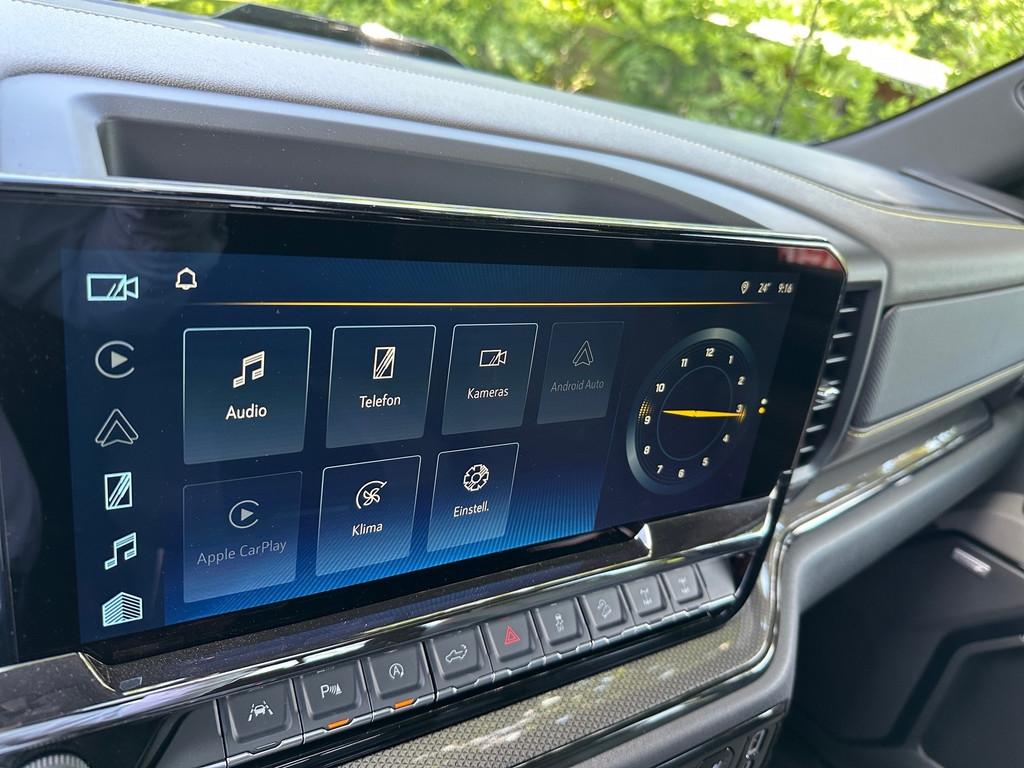 24° 9:16
Audio
Telefon
Kameras
Android Auto
Apple CarPlay
Klima
Einstell.
12
1
2
3
4
5
6
7
8
9
10
11
P
A